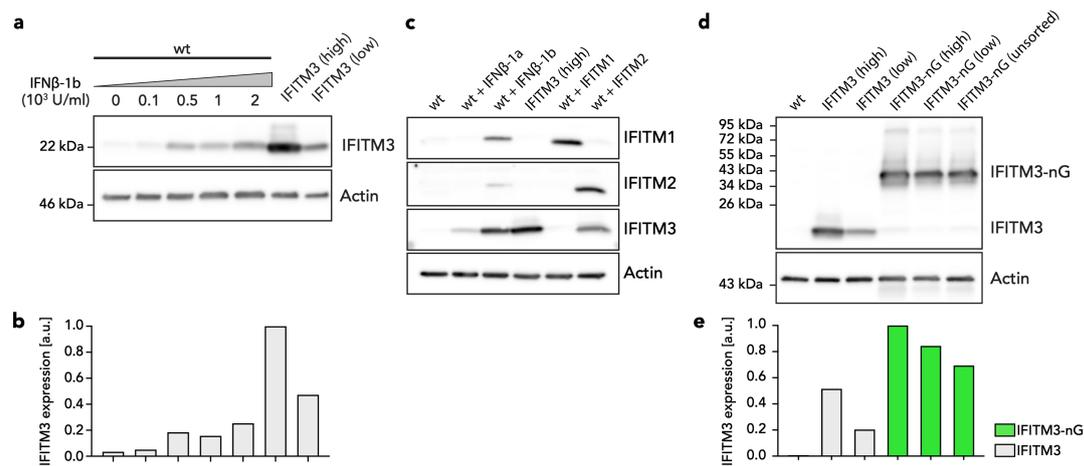 a
wt
IFNβ-1b
(10³ U/ml)
0 0.1 0.5 1 2
IFITM3 (high)
IFITM3 (low)
22 kDa
IFITM3
46 kDa
Actin
b
IFITM3 expression [a.u.]
1.0
0.8
0.6
0.4
0.2
0.0
c
wt
wt + IFNβ-1a
wt + IFNβ-1b
IFITM3 (high)
wt + IFITM1
wt + IFITM2
IFITM1
IFITM2
IFITM3
Actin
d
wt
IFITM3 (high)
IFITM3 (low)
IFITM3-nG (high)
IFITM3-nG (low)
IFITM3-nG (unsorted)
95 kDa
72 kDa
55 kDa
43 kDa
34 kDa
26 kDa
IFITM3-nG
IFITM3
43 kDa
Actin
e
IFITM3 expression [a.u.]
1.0
0.8
0.6
0.4
0.2
0.0
IFITM3-nG
IFITM3